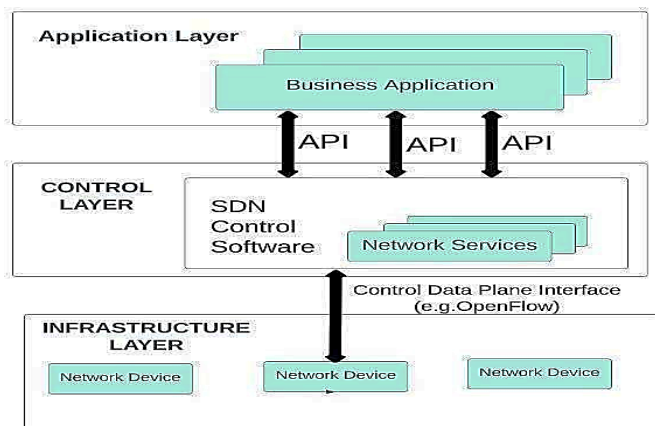 Application Layer
Business Application
API
API
API
CONTROL
LAYER
SDN
Control
Software
Network Services
Control Data Plane Interface
(e.g.OpenFlow)
INFRASTRUCTURE
LAYER
Network Device
Network Device
Network Device